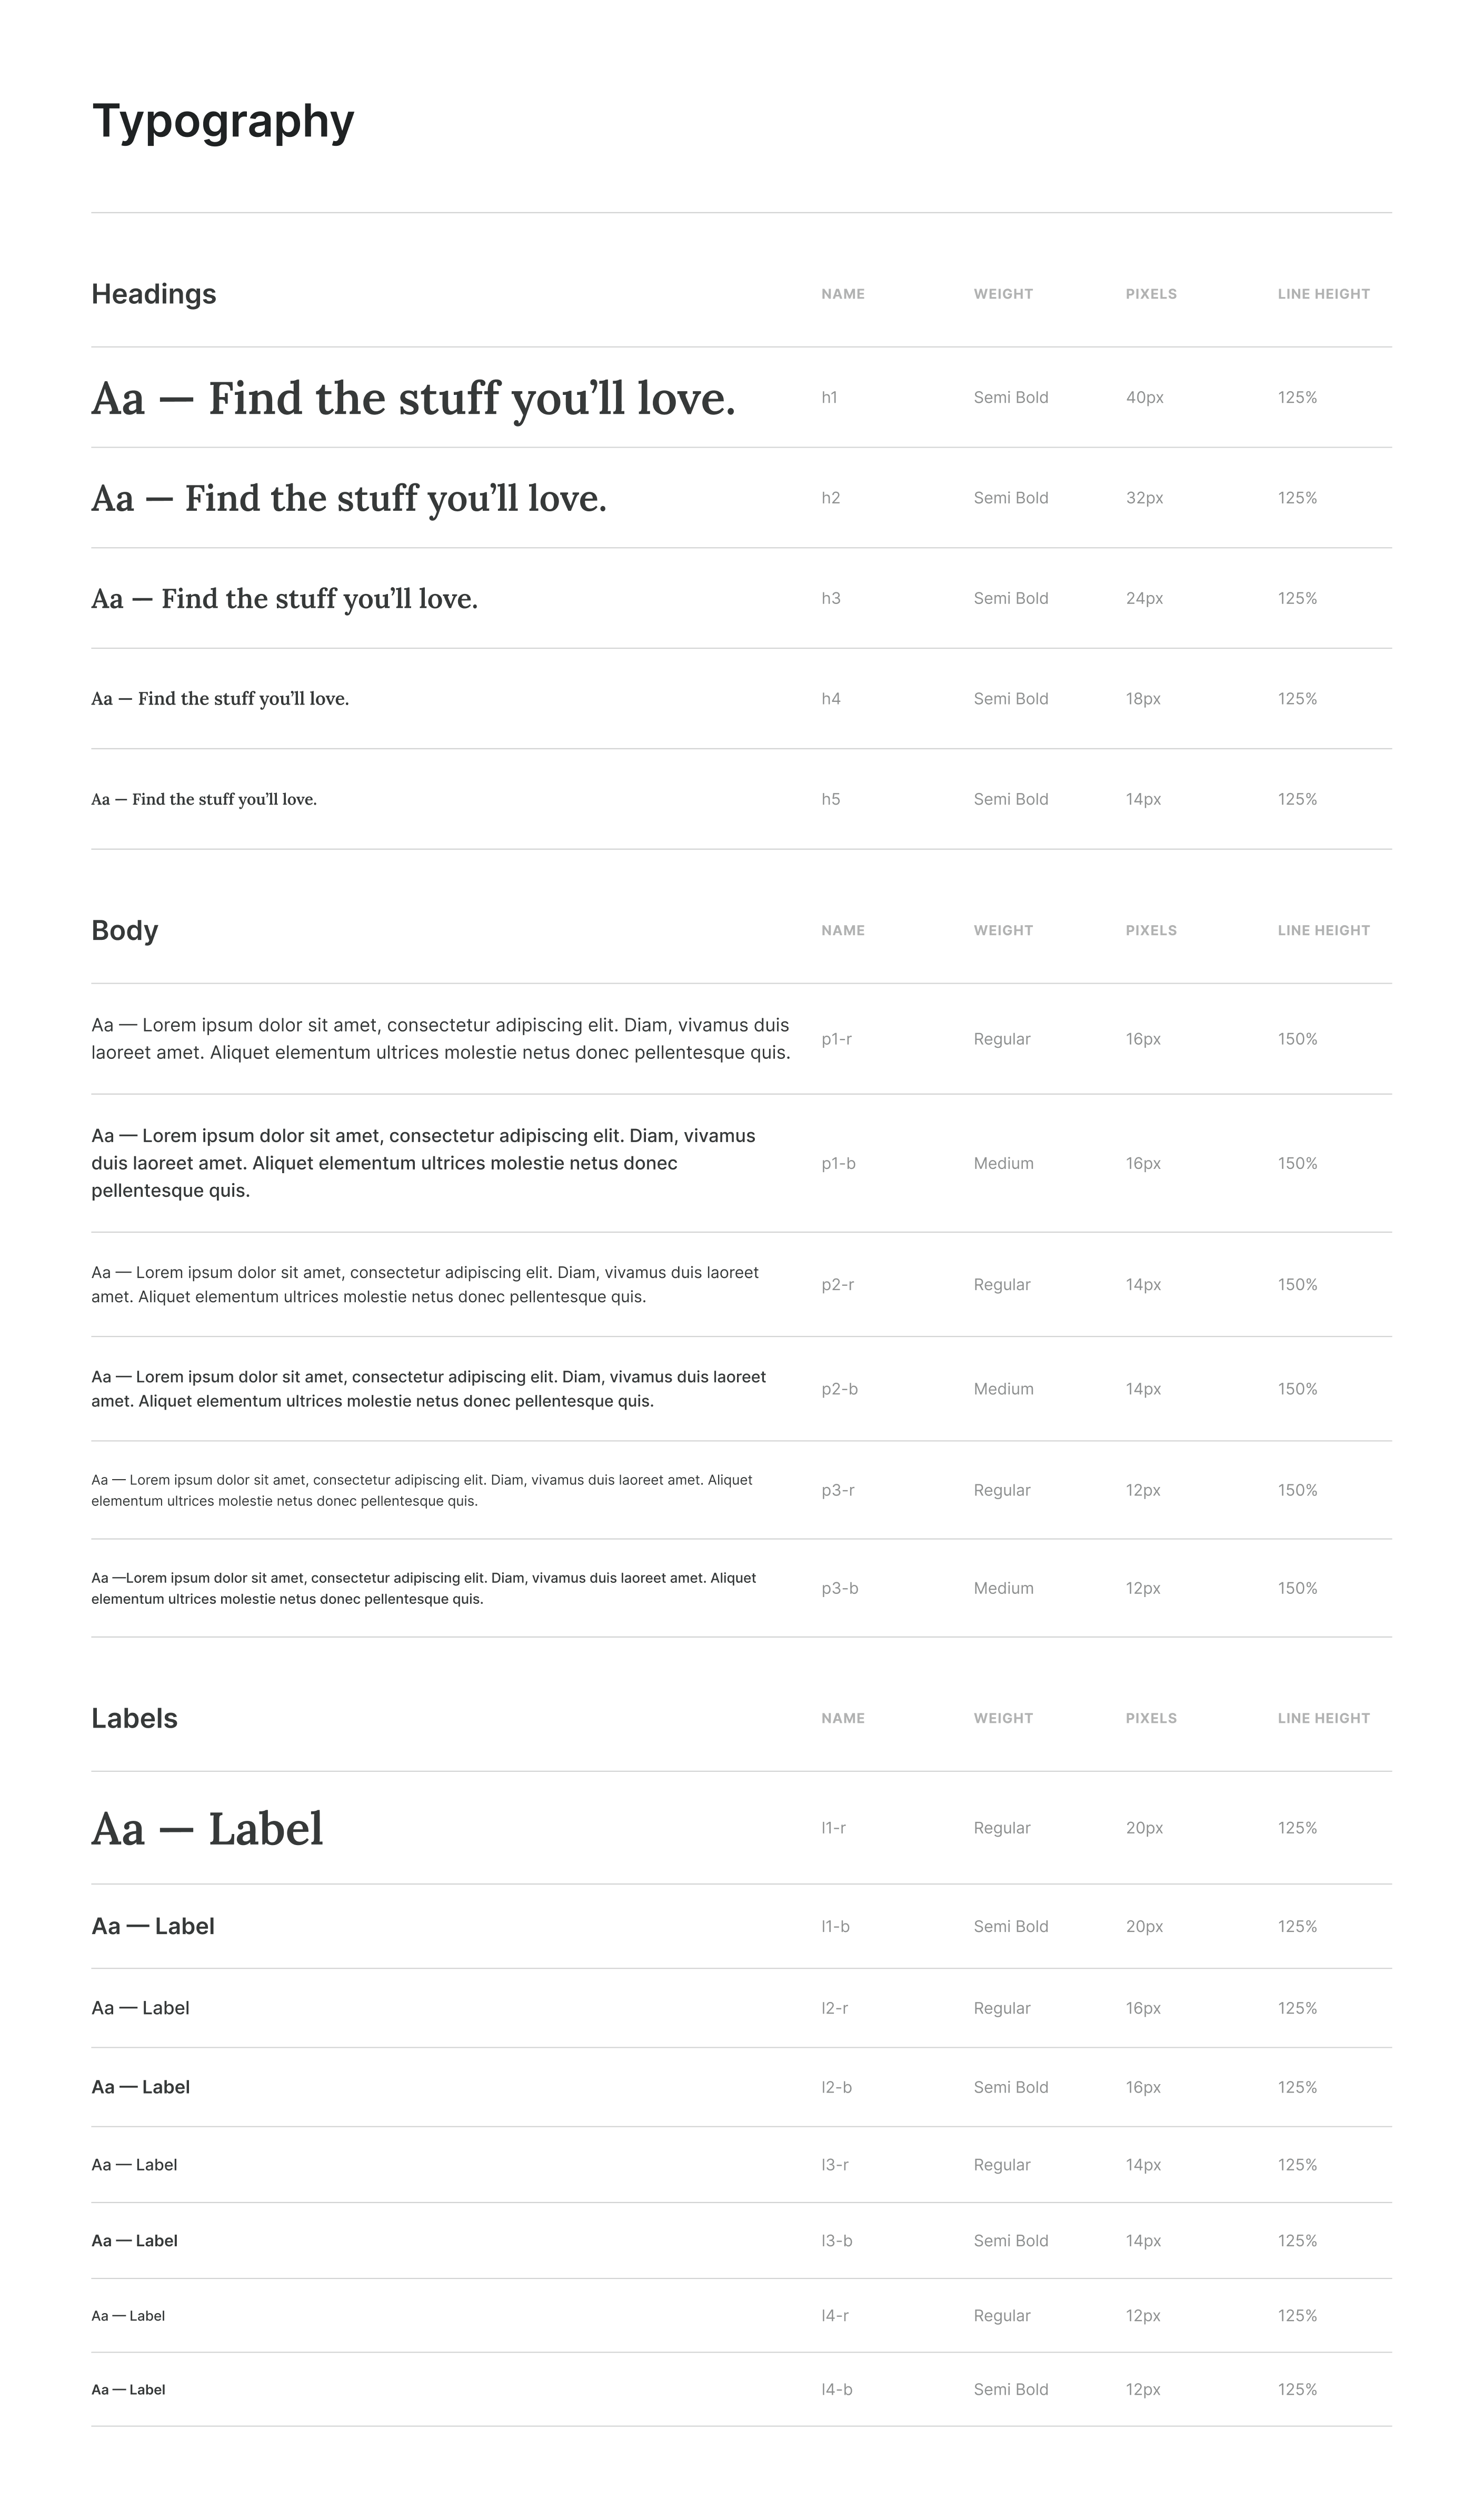 Typography
Headings NAME WEIGHT PIXELS LINE HEIGHT
Aa — Find the stuff you’ll love. h1 Semi Bold 40px 125%
Aa — Find the stuff you’ll love. h2 Semi Bold 32px 125%
Aa — Find the stuff you’ll love. h3 Semi Bold 24px 125%
Aa — Find the stuff you’ll love. h4 Semi Bold 18px 125%
Aa — Find the stuff you’ll love. h5 Semi Bold 14px 125%
Body NAME WEIGHT PIXELS LINE HEIGHT
Aa — Lorem ipsum dolor sit amet, consectetur adipiscing elit. Diam, vivamus duis
laoreet amet. Aliquet elementum ultrices molestie netus donec pellentesque quis.
p1-r Regular 16px 150%
Aa — Lorem ipsum dolor sit amet, consectetur adipiscing elit. Diam, vivamus
duis laoreet amet. Aliquet elementum ultrices molestie netus donec
pellentesque quis.
p1-b Medium 16px 150%
Aa — Lorem ipsum dolor sit amet, consectetur adipiscing elit. Diam, vivamus duis laoreet
amet. Aliquet elementum ultrices molestie netus donec pellentesque quis.
p2-r Regular 14px 150%
Aa — Lorem ipsum dolor sit amet, consectetur adipiscing elit. Diam, vivamus duis laoreet
amet. Aliquet elementum ultrices molestie netus donec pellentesque quis.
p2-b Medium 14px 150%
Aa — Lorem ipsum dolor sit amet, consectetur adipiscing elit. Diam, vivamus duis laoreet amet. Aliquet
elementum ultrices molestie netus donec pellentesque quis.
p3-r Regular 12px 150%
Aa —Lorem ipsum dolor sit amet, consectetur adipiscing elit. Diam, vivamus duis laoreet amet. Aliquet
elementum ultrices molestie netus donec pellentesque quis.
p3-b Medium 12px 150%
Labels NAME WEIGHT PIXELS LINE HEIGHT
Aa — Label l1-r Regular 20px 125%
Aa — Label l1-b Semi Bold 20px 125%
Aa — Label l2-r Regular 16px 125%
Aa — Label l2-b Semi Bold 16px 125%
Aa — Label l3-r Regular 14px 125%
Aa — Label l3-b Semi Bold 14px 125%
Aa — Label l4-r Regular 12px 125%
Aa — Label l4-b Semi Bold 12px 125%